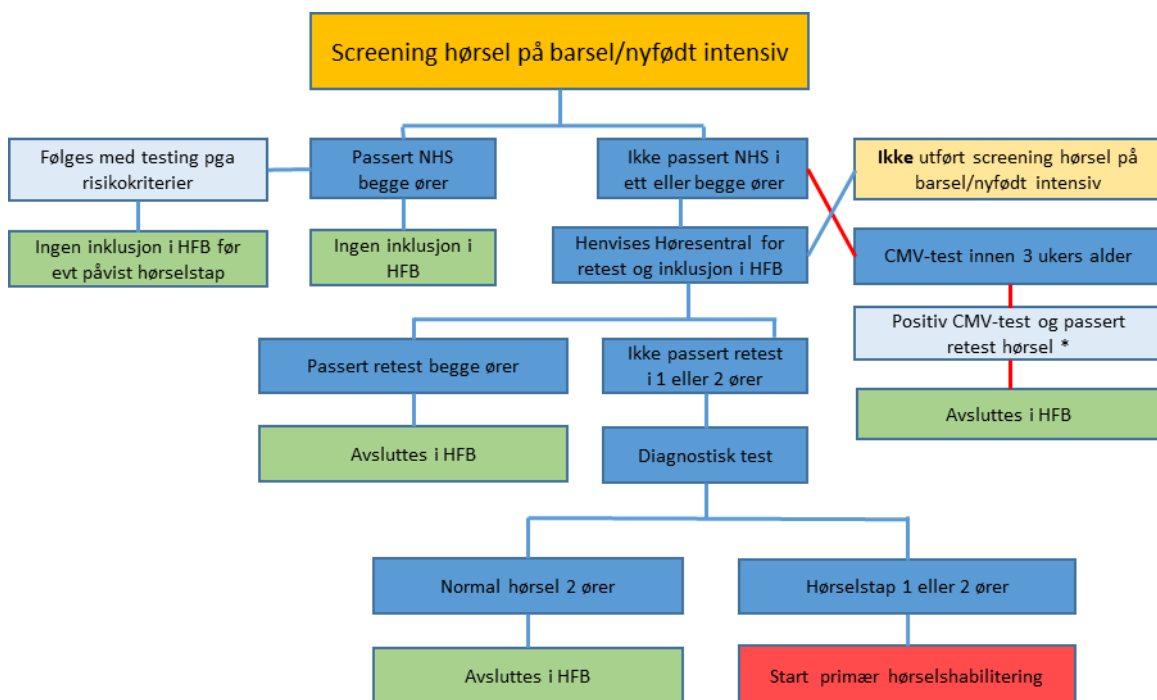 Screening hørsel på barsel/nyfødt intensiv
Følges med testing pga
risikokriterier
Passert NHS
begge ører
Ikke passert NHS i
ett eller begge ører
Ikke utført screening hørsel på
barsel/nyfødt intensiv
Ingen inklusjon i HFB før
evt påvist hørselstap
Ingen inklusjon i
HFB
Henvises Høresentral for
retest og inklusjon i HFB
CMV-test innen 3 ukers alder
Positiv CMV-test og passert
retest hørsel *
Passert retest begge ører
Ikke passert retest
i 1 eller 2 ører
Avsluttes i HFB
Avsluttes i HFB
Diagnostisk test
Normal hørsel 2 ører
Hørselstap 1 eller 2 ører
Avsluttes i HFB
Start primær hørselshabilitering